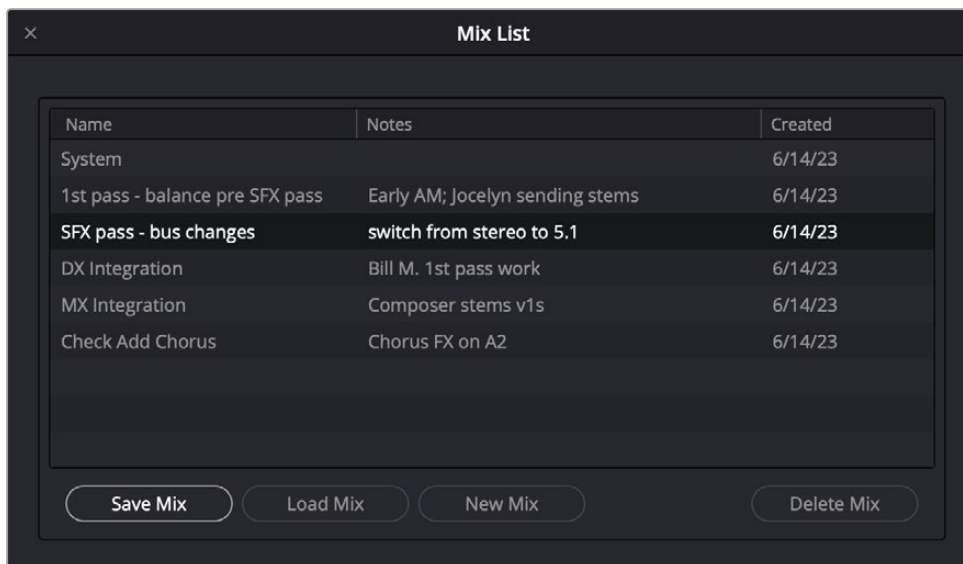 Mix List
Name Notes Created
System 6/14/23
1st pass - balance pre SFX pass Early AM; Jocelyn sending stems 6/14/23
SFX pass - bus changes switch from stereo to 5.1 6/14/23
DX Integration Bill M. 1st pass work 6/14/23
MX Integration Composer stems v1s 6/14/23
Check Add Chorus Chorus FX on A2 6/14/23
Save Mix Load Mix New Mix Delete Mix